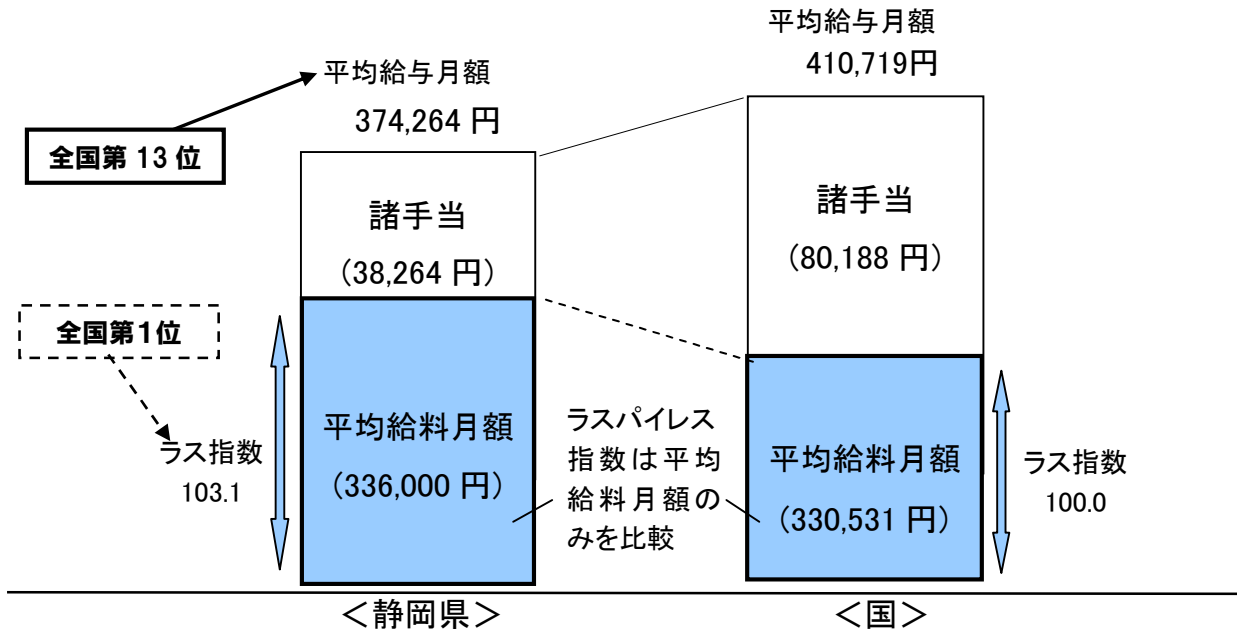 平均給与月額
374,264 円
全国第 13 位
諸手当
（38,264 円）
全国第1位
ラス指数
103.1
平均給料月額
（336,000 円）
＜静岡県＞
ラスパイレス
指数は平均
給料月額の
みを比較
平均給与月額
410,719円
諸手当
（80,188 円）
平均給料月額
（330,531 円）
ラス指数
100.0
＜国＞